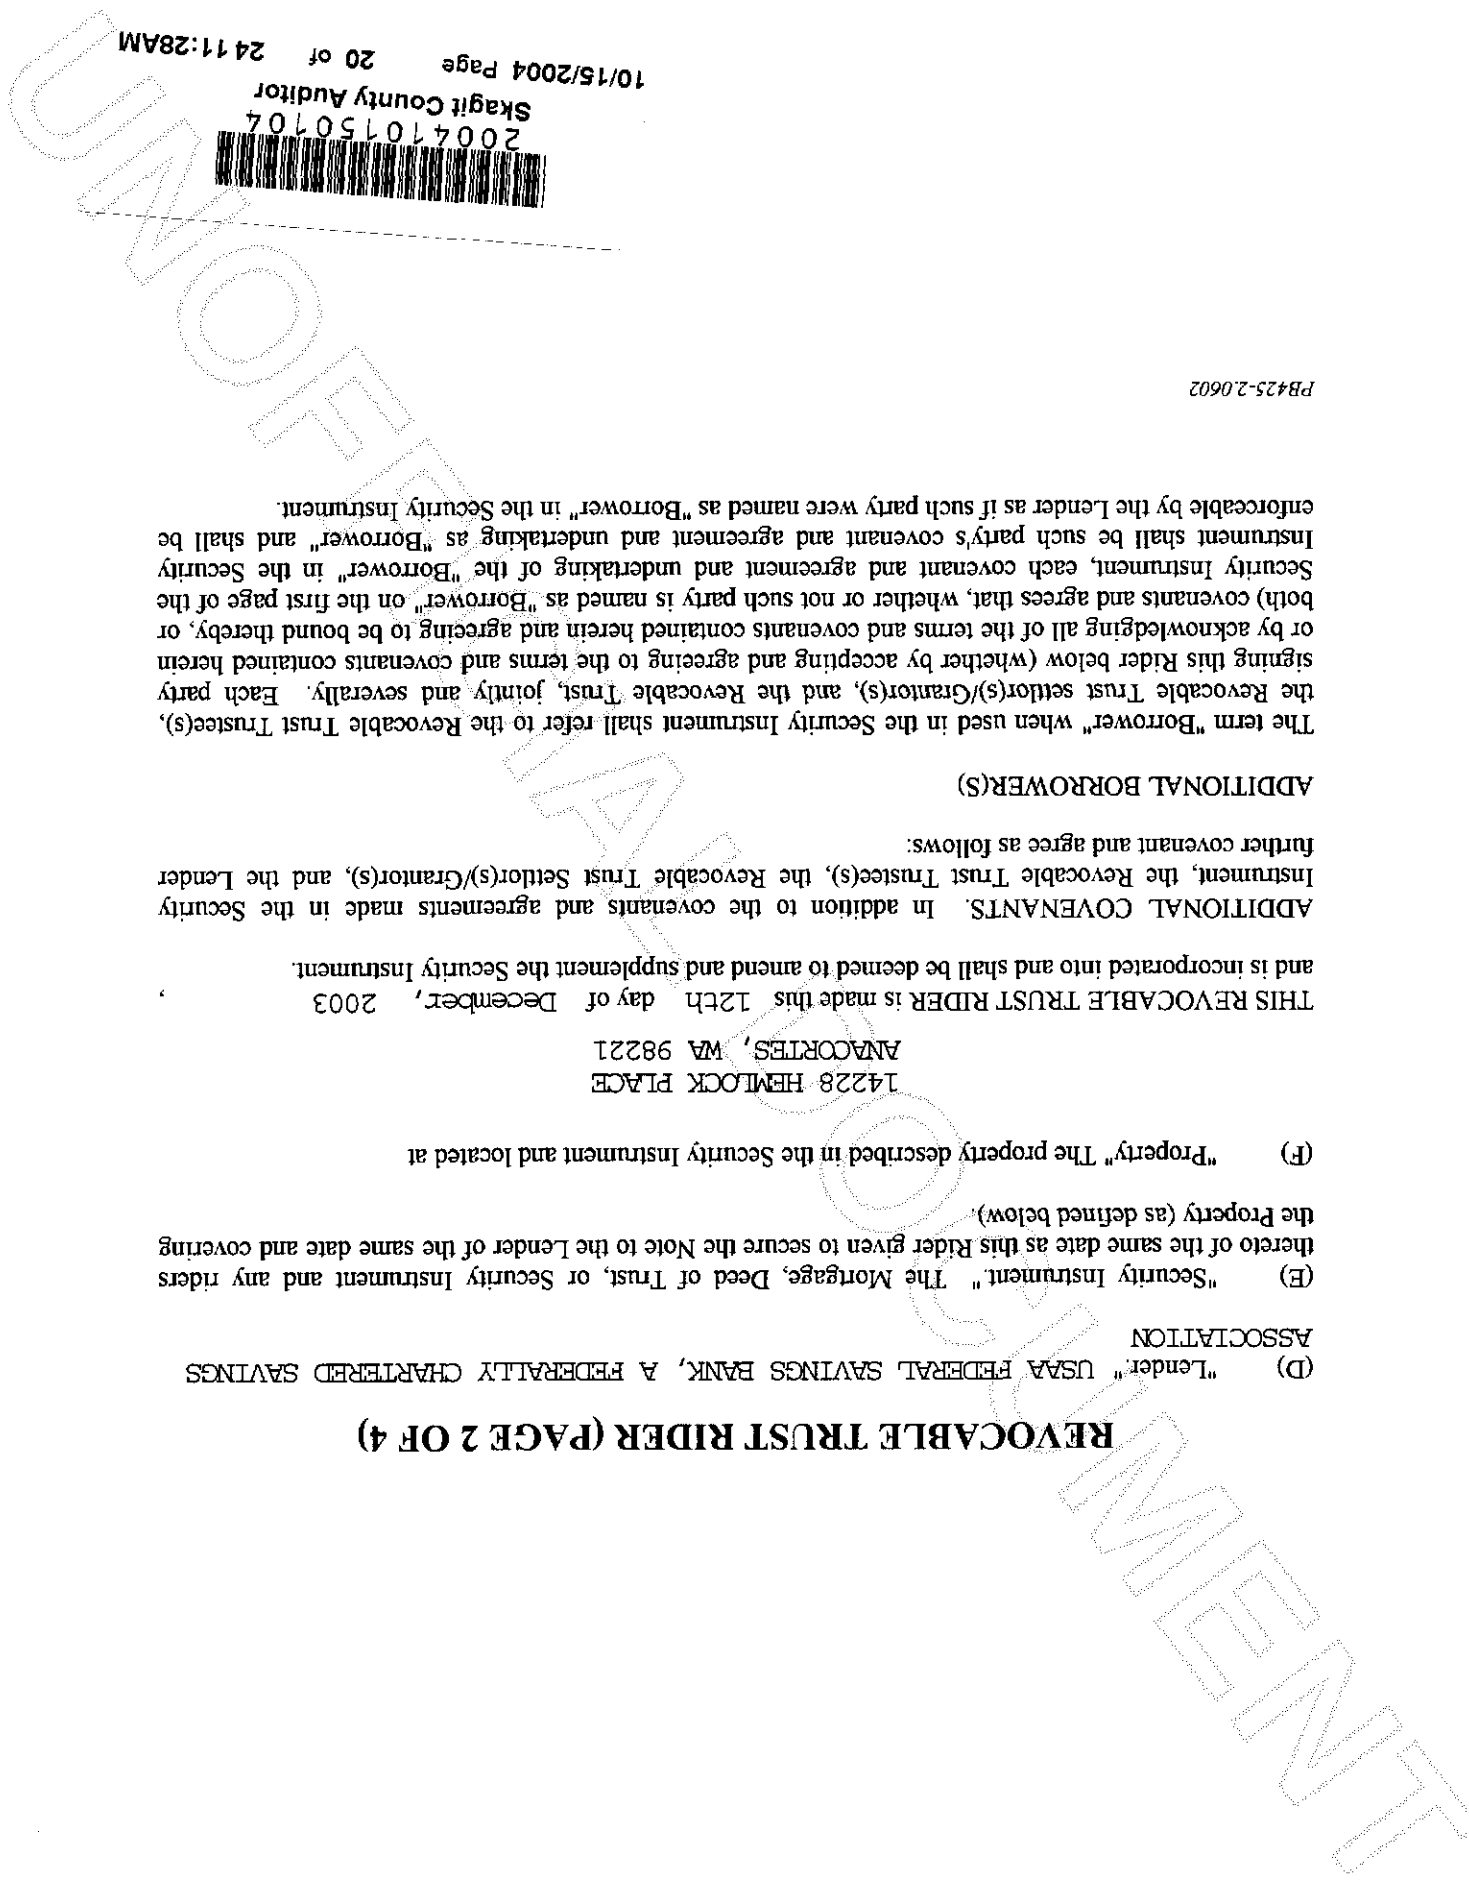 REVOCABLE TRUST RIDER (PAGE 2 OF 4)
(D) "Lender." USAA FEDERAL SAVINGS BANK, A FEDERALLY CHARTERED SAVINGS
ASSOCIATION
(E) "Security Instrument." The Mortgage, Deed of Trust, or Security Instrument and any riders
thereto of the same date as this Rider given to secure the Note to the Lender of the same date and covering
the Property (as defined below).
(F) "Property" The property described in the Security Instrument and located at
14228 HEMLOCK PLACE
ANACORTES, WA 98221
THIS REVOCABLE TRUST RIDER is made this 12th day of December, 2003 ,
and is incorporated into and shall be deemed to amend and supplement the Security Instrument.
ADDITIONAL COVENANTS. In addition to the covenants and agreements made in the Security
Instrument, the Revocable Trust Trustee(s), the Revocable Trust Settlor(s)/Grantor(s), and the Lender
further covenant and agree as follows:
ADDITIONAL BORROWER(S)
The term "Borrower" when used in the Security Instrument shall refer to the Revocable Trust Trustee(s),
the Revocable Trust settlor(s)/Grantor(s), and the Revocable Trust, jointly and severally. Each party
signing this Rider below (whether by accepting and agreeing to the terms and covenants contained herein
or by acknowledging all of the terms and covenants contained herein and agreeing to be bound thereby, or
both) covenants and agrees that, whether or not such party is named as "Borrower" on the first page of the
Security Instrument, each covenant and agreement and undertaking of the "Borrower" in the Security
Instrument shall be such party's covenant and agreement and undertaking as "Borrower" and shall be
enforceable by the Lender as if such party were named as "Borrower" in the Security Instrument.
PB425-2.0602
200410150104
Skagit County Auditor
10/15/2004 Page 20 of 24 11:28AM
UNOFFICIAL DOCUMENT